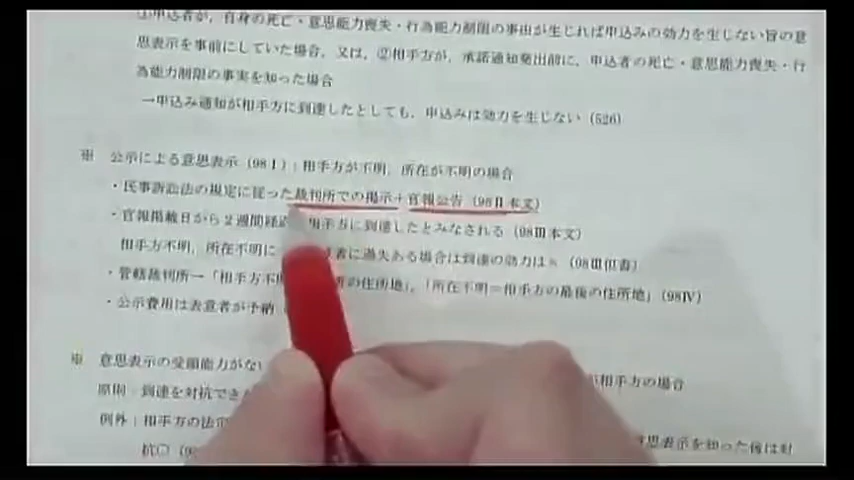 ①申込者が，自身の死亡・意思能力喪失・行為能力制限の事由が生じれば申込みの効力を生じない旨の意
思表示を事前にしていた場合，又は，②相手方が，承諾通知発出前に，申込者の死亡・意思能力喪失・行
為能力制限の事実を知った場合
→申込み通知が相手方に到達したとしても，申込みは効力を生じない（526）
※ 公示による意思表示（98Ⅰ）：相手方が不明，所在が不明の場合
・民事訴訟法の規定に従った裁判所での掲示＋官報公告（98Ⅱ本文）
・官報掲載日から２週間経過 相手方に到達したとみなされる（98Ⅲ本文）
相手方不明，所在不明に 者に過失ある場合は到達の効力は×（98Ⅲ但書）
・管轄裁判所→「相手方不明 所の住所地」，「所在不明＝相手方の最後の住所地」（98Ⅳ）
・公示費用は表意者が予納
※ 意思表示の受領能力がな が相手方の場合
原則：到達を対抗でき
例外：相手方の法 意思表示を知った後は対
抗〇